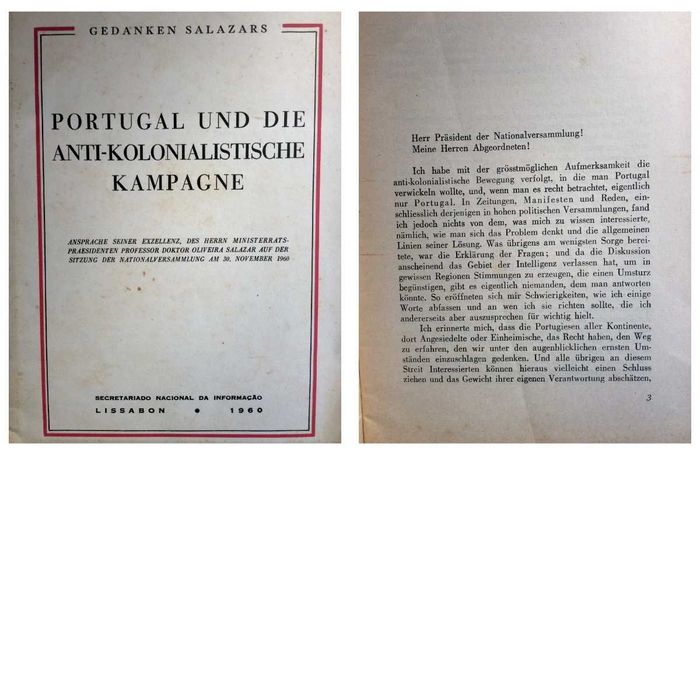 GEDANKEN SALAZARS
PORTUGAL UND DIE
ANTI-KOLONIALISTISCHE
KAMPAGNE
ANSPRACHE SEINER EXZELLENZ, DES HERRN MINISTERRATS-
PRAESIDENTEN PROFESSOR DOKTOR OLIVEIRA SALAZAR AUF DER
SITZUNG DER NATIONALVERSAMMLUNG AM 30. NOVEMBER 1960
SECRETARIADO NACIONAL DA INFORMAÇÃO
LISSABON • 1960
Herr Präsident der Nationalversammlung!
Meine Herren Abgeordneten!
Ich habe mit der grösstmöglichen Aufmerksamkeit die
anti-kolonialistische Bewegung verfolgt, in die man Portugal
verwickeln wollte, und, wenn man es recht betrachtet, eigentlich
nur Portugal. In Zeitungen, Manifesten und Reden, ein-
schliesslich derjenigen in hohen politischen Versammlungen, fand
ich jedoch nichts von dem, was mich zu wissen interessierte,
nämlich, wie man sich das Problem denkt und die allgemeinen
Linien seiner Lösung. Was übrigens am wenigsten Sorge berei-
tete, war die Erklärung der Fragen; und da die Diskussion
anscheinend das Gebiet der Intelligenz verlassen hat, um in
gewissen Regionen Stimmungen zu erzeugen, die einen Umsturz
begünstigen, gibt es eigentlich niemanden, dem man antworten
könnte. So eröffneten sich mir Schwierigkeiten, wie ich einige
Worte abfassen und an wen ich sie richten sollte, die ich
andererseits aber auszusprechen für wichtig hielt.
Ich erinnerte mich, dass die Portugiesen aller Kontinente,
dort Angesiedelte oder Einheimische, das Recht haben, den Weg
zu erfahren, den wir unter den augenblicklichen ernsten Um-
ständen einzuschlagen gedenken. Und alle übrigen an diesem
Streit Interessierten können hieraus vielleicht einen Schluss
ziehen und das Gewicht ihrer eigenen Verantwortung abschätzen,
3